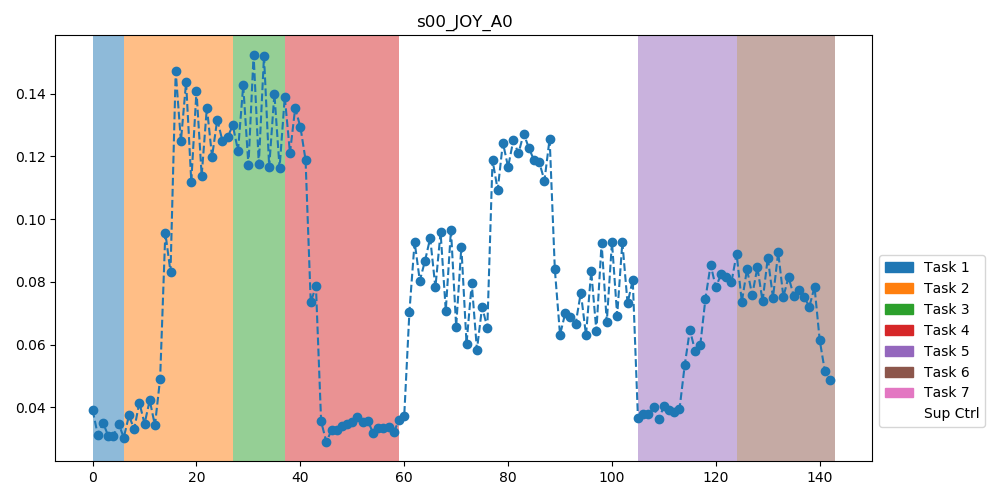 s00_JOY_A0
0.14
0.12
0.10
0.08
0.06
0.04
0
20
40
60
80
100
120
140
Task 1
Task 2
Task 3
Task 4
Task 5
Task 6
Task 7
Sup Ctrl